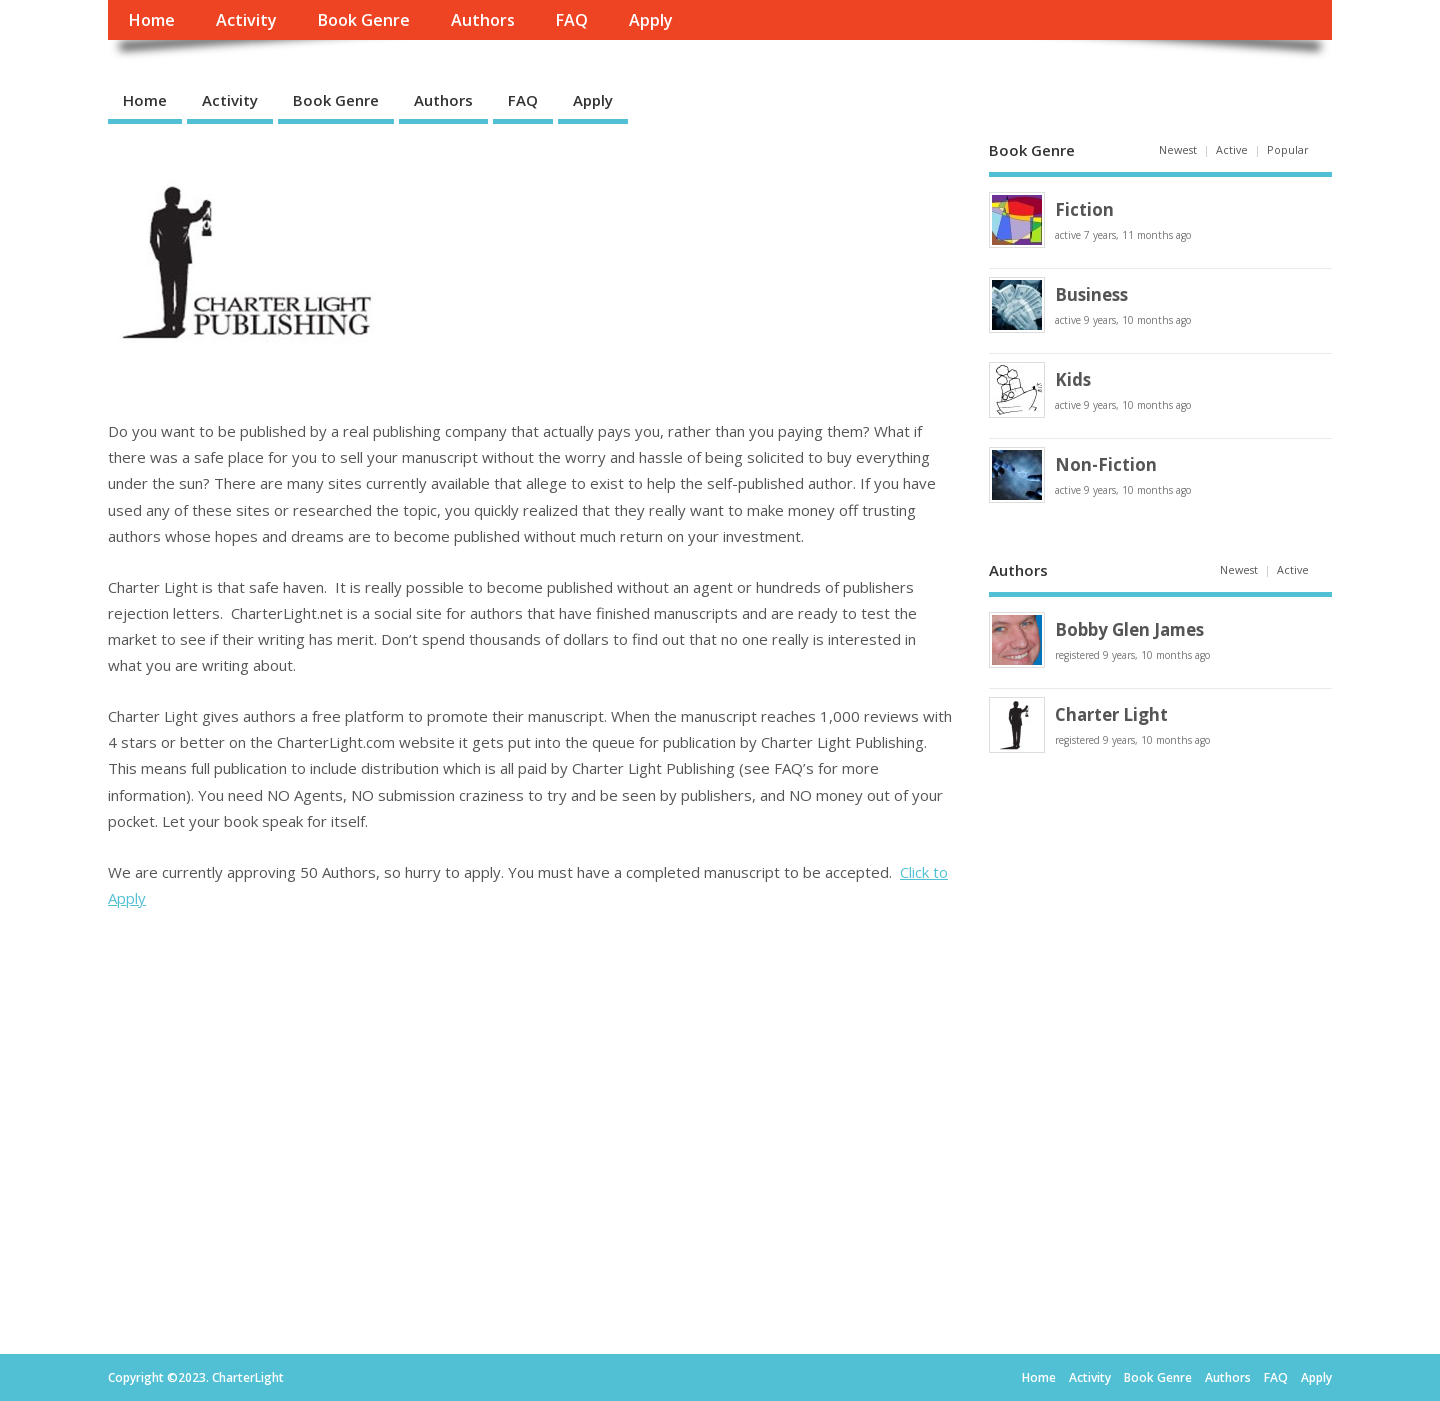 Home Activity Book Genre Authors FAQ Apply
Home Activity Book Genre Authors FAQ Apply
CHARTER LIGHT
PUBLISHING
Do you want to be published by a real publishing company that actually pays you, rather than you paying them? What if
there was a safe place for you to sell your manuscript without the worry and hassle of being solicited to buy everything
under the sun? There are many sites currently available that allege to exist to help the self-published author. If you have
used any of these sites or researched the topic, you quickly realized that they really want to make money off trusting
authors whose hopes and dreams are to become published without much return on your investment.
Charter Light is that safe haven.  It is really possible to become published without an agent or hundreds of publishers
rejection letters.  CharterLight.net is a social site for authors that have finished manuscripts and are ready to test the
market to see if their writing has merit. Don’t spend thousands of dollars to find out that no one really is interested in
what you are writing about.
Charter Light gives authors a free platform to promote their manuscript. When the manuscript reaches 1,000 reviews with
4 stars or better on the CharterLight.com website it gets put into the queue for publication by Charter Light Publishing.
This means full publication to include distribution which is all paid by Charter Light Publishing (see FAQ’s for more
information). You need NO Agents, NO submission craziness to try and be seen by publishers, and NO money out of your
pocket. Let your book speak for itself.
We are currently approving 50 Authors, so hurry to apply. You must have a completed manuscript to be accepted.  Click to
Apply
Book Genre Newest | Active | Popular
Fiction
active 7 years, 11 months ago
Business
active 9 years, 10 months ago
Kids
active 9 years, 10 months ago
Non-Fiction
active 9 years, 10 months ago
Authors Newest | Active
Bobby Glen James
registered 9 years, 10 months ago
Charter Light
registered 9 years, 10 months ago
Copyright ©2023. CharterLight Home Activity Book Genre Authors FAQ Apply